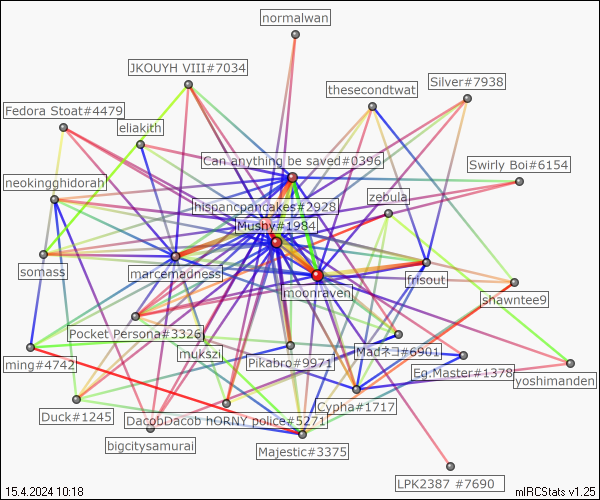 normalwan
JKOUYH VIII#7034
thesecondtwat
Silver#7938
Fedora Stoat#4479
eliakith
Can anything be saved#0396
Swirly Boi#6154
neokingghidorah
zebula
hispancpancakes#2928
Mushy#1984
somass
marcemadness
moonraven
frisout
shawntee9
Pocket Persona#3326
mukszi
Madネコ#6901
ming#4742
Pikabro#9971
Eg.Master#1378
yoshimanden
Duck#1245
DacobDacob hORNY police#5271
Cypha#1717
bigcitysamurai
Majestic#3375
LPK2387 #7690
15.4.2024 10:18
mIRCStats v1.25